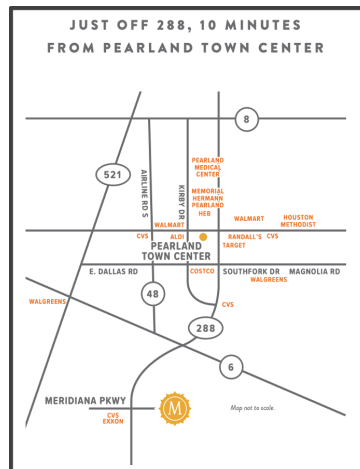 JUST OFF 288, 10 MINUTES
FROM PEARLAND TOWN CENTER
8
521
AIRLINE RD S
KIRBY DR
PEARLAND
MEDICAL
CENTER
MEMORIAL
HERMANN
PEARLAND
HEB
WALMART
WALMART
HOUSTON
METHODIST
CVS
ALDI
RANDALL'S
CVS
TARGET
PEARLAND
TOWN CENTER
E. DALLAS RD
COSTCO
SOUTHFORK DR
MAGNOLIA RD
WALGREENS
WALGREENS
48
CVS
288
6
MERIDIANA PKWY
M
Map not to scale.
CVS
EXXON